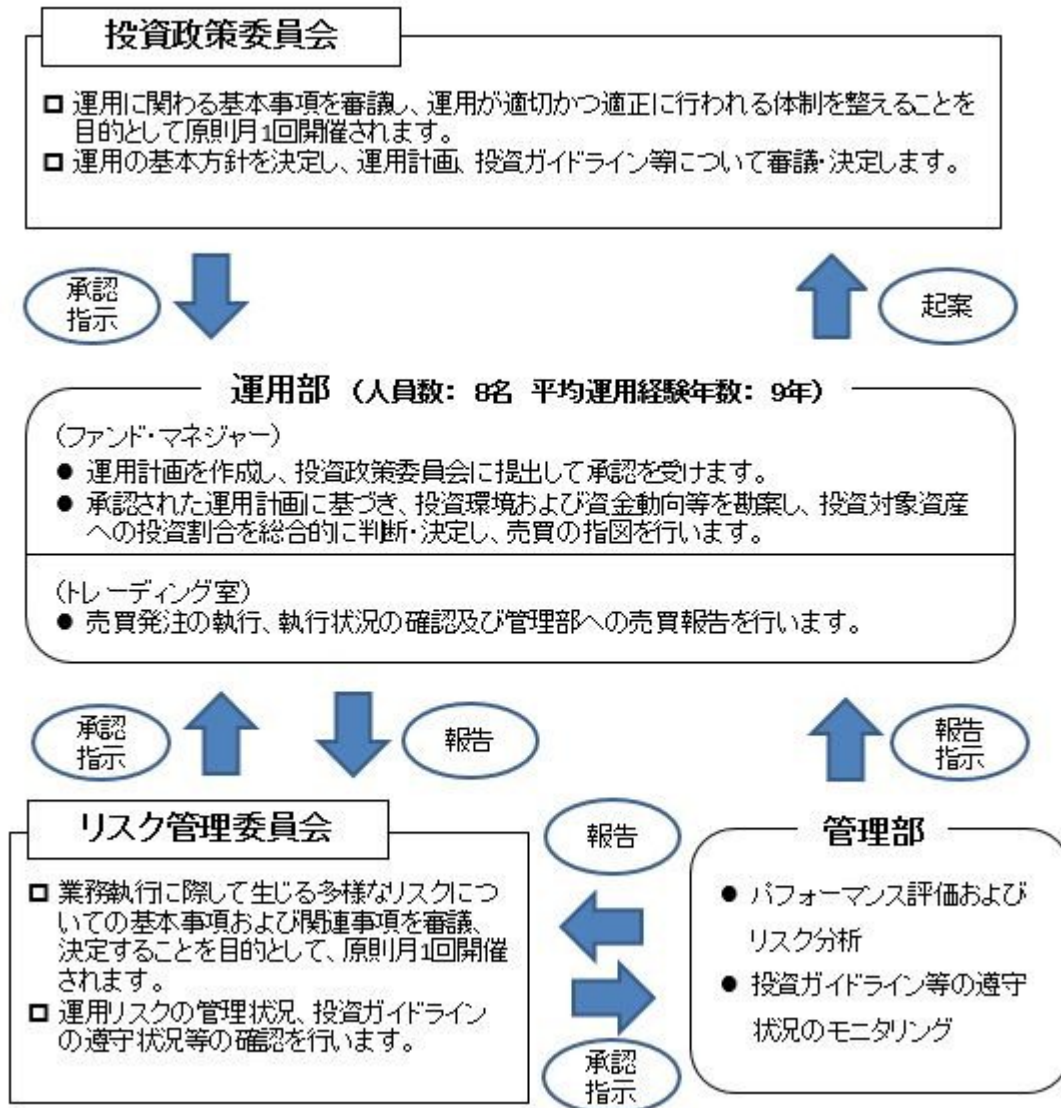 投資政策委員会
運用に関わる基本事項を審議し、運用が適切かつ適正に行われる体制を整えることを
目的として原則月1回開催されます。
運用の基本方針を決定し、運用計画、投資ガイドライン等について審議・決定します。
承認
指示
起案
運用部 (人員数: 8名 平均運用経験年数: 9年)
(ファンド・マネジャー)
● 運用計画を作成し、投資政策委員会に提出して承認を受けます。
● 承認された運用計画に基づき、投資環境および資金動向等を勘案し、投資対象資産
への投資割合を総合的に判断・決定し、売買の指図を行います。
(トレーディング室)
● 売買発注の執行、執行状況の確認及び管理部への売買報告を行います。
承認
指示
報告
報告
指示
リスク管理委員会
業務執行に際して生じる多様なリスクにつ
いての基本事項および関連事項を審議、
決定することを目的として、原則月1回開催
されます。
運用リスクの管理状況、投資ガイドライン
の遵守状況等の確認を行います。
報告
承認
指示
管理部
● パフォーマンス評価および
リスク分析
● 投資ガイドライン等の遵守
状況のモニタリング